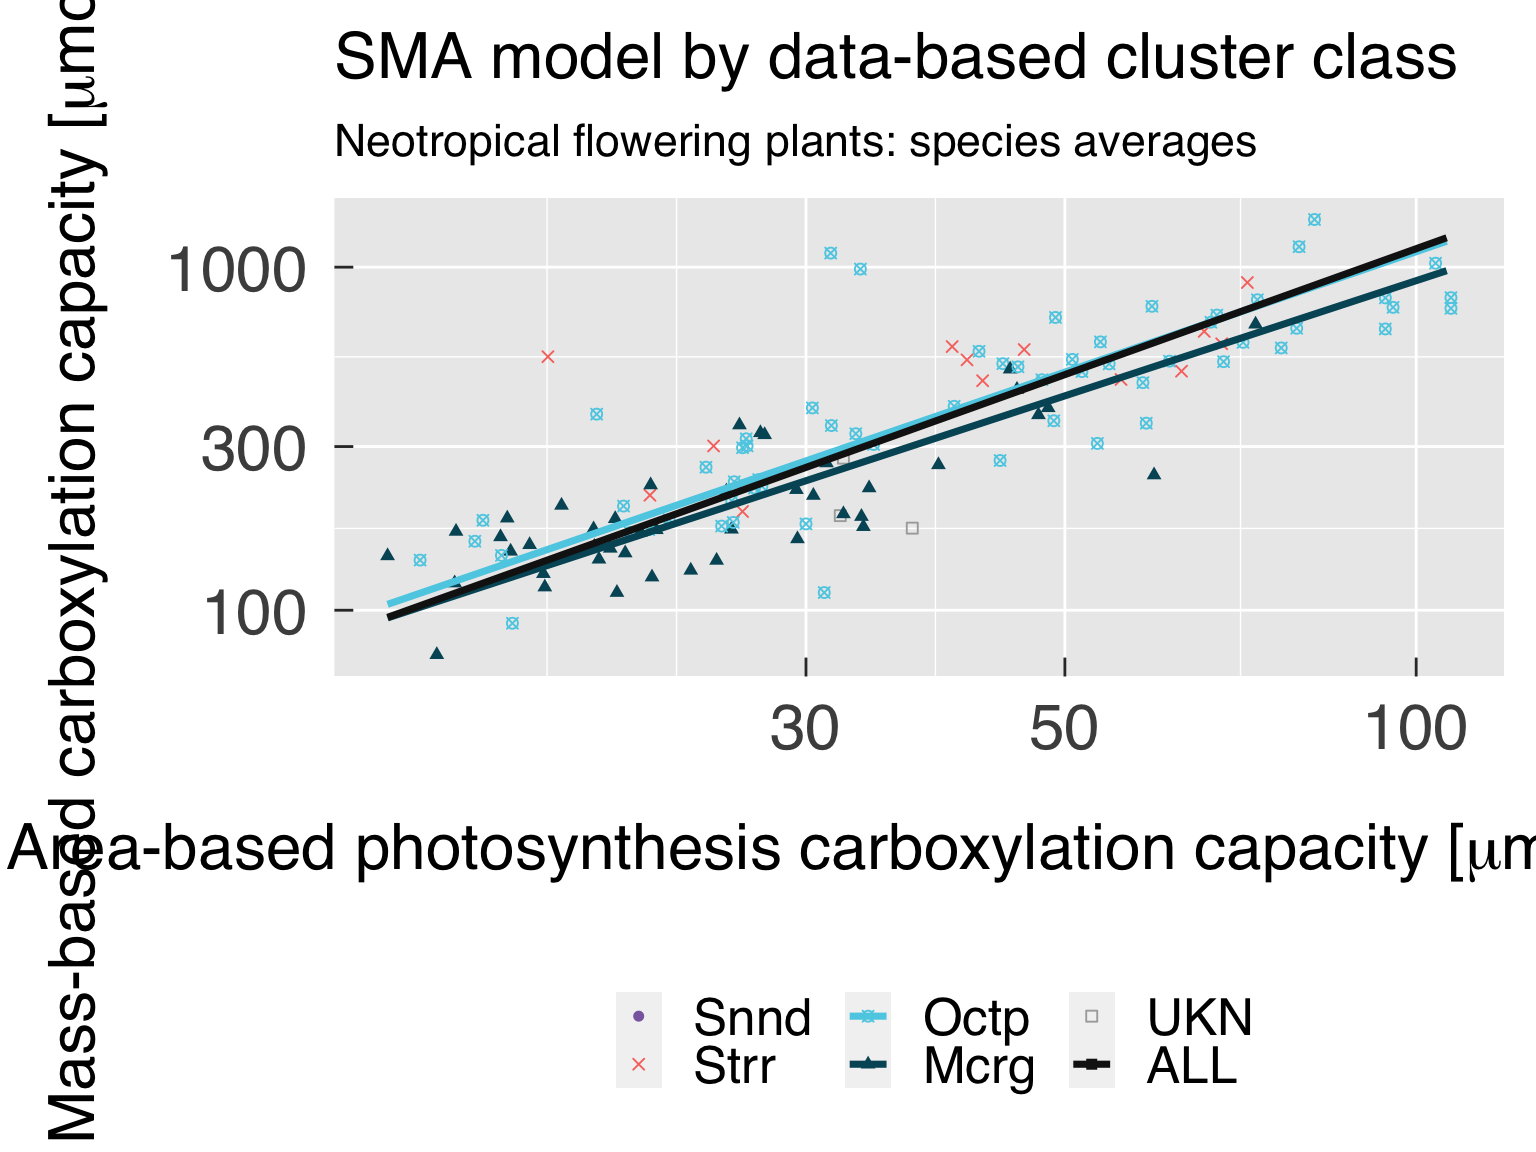 SMA model by data-based cluster class
Neotropical flowering plants: species averages
Mass-based carboxylation capacity [μmo
1000
300
100
30 50 100
Area-based photosynthesis carboxylation capacity [μm
Snnd Octp UKN
Strr Mcrg ALL